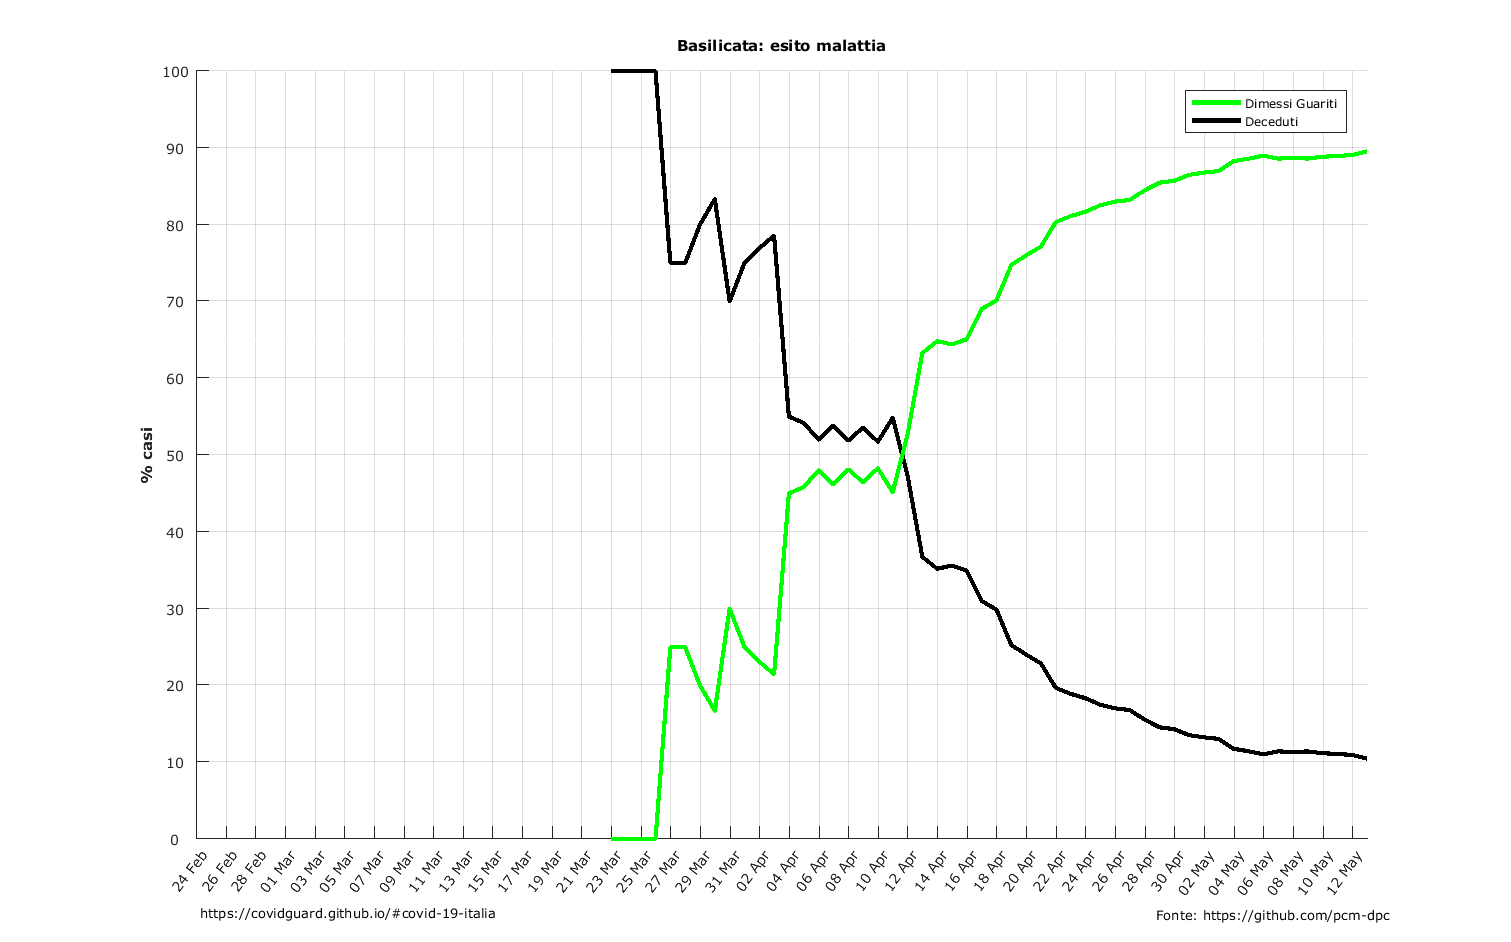 Basilicata: esito malattia
100
90
80
70
60
50
40
30
20
10
0
% casi
Dimessi Guariti
Deceduti
24 Feb
26 Feb
28 Feb
01 Mar
03 Mar
05 Mar
07 Mar
09 Mar
11 Mar
13 Mar
15 Mar
17 Mar
19 Mar
21 Mar
23 Mar
25 Mar
27 Mar
29 Mar
31 Mar
02 Apr
04 Apr
06 Apr
08 Apr
10 Apr
12 Apr
14 Apr
16 Apr
18 Apr
20 Apr
22 Apr
24 Apr
26 Apr
28 Apr
30 Apr
02 May
04 May
06 May
08 May
10 May
12 May
https://covidguard.github.io/#covid-19-italia
Fonte: https://github.com/pcm-dpc